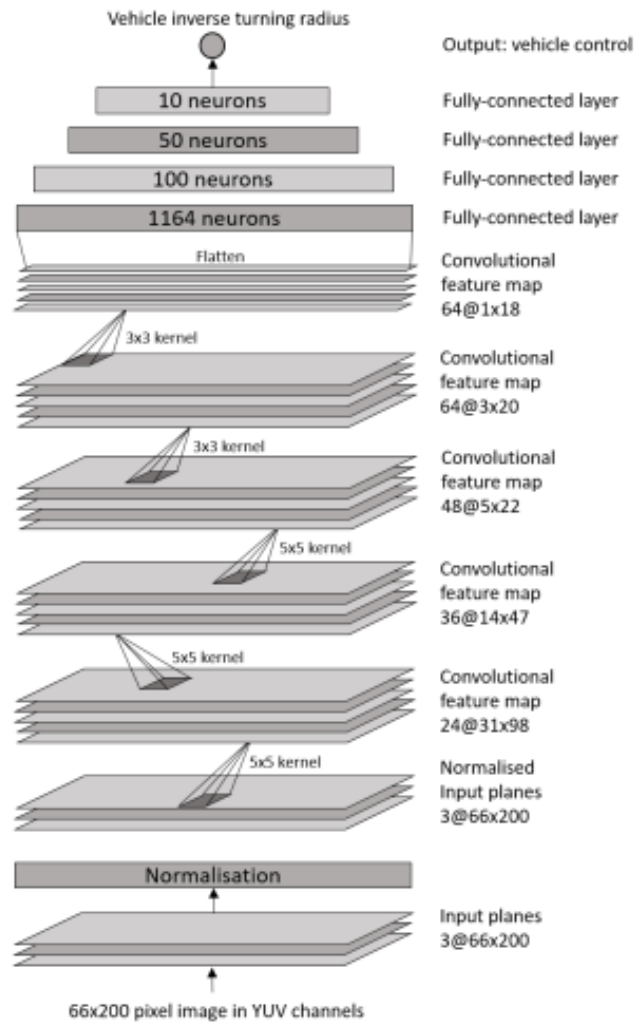 Vehicle inverse turning radius
Output: vehicle control
10 neurons
Fully-connected layer
50 neurons
Fully-connected layer
100 neurons
Fully-connected layer
1164 neurons
Fully-connected layer
Flatten
Convolutional
feature map
64@1x18
3x3 kernel
Convolutional
feature map
64@3x20
3x3 kernel
Convolutional
feature map
48@5x22
5x5 kernel
Convolutional
feature map
36@14x47
5x5 kernel
Convolutional
feature map
24@31x98
5x5 kernel
Normalised
Input planes
3@66x200
Normalisation
Input planes
3@66x200
66x200 pixel image in YUV channels